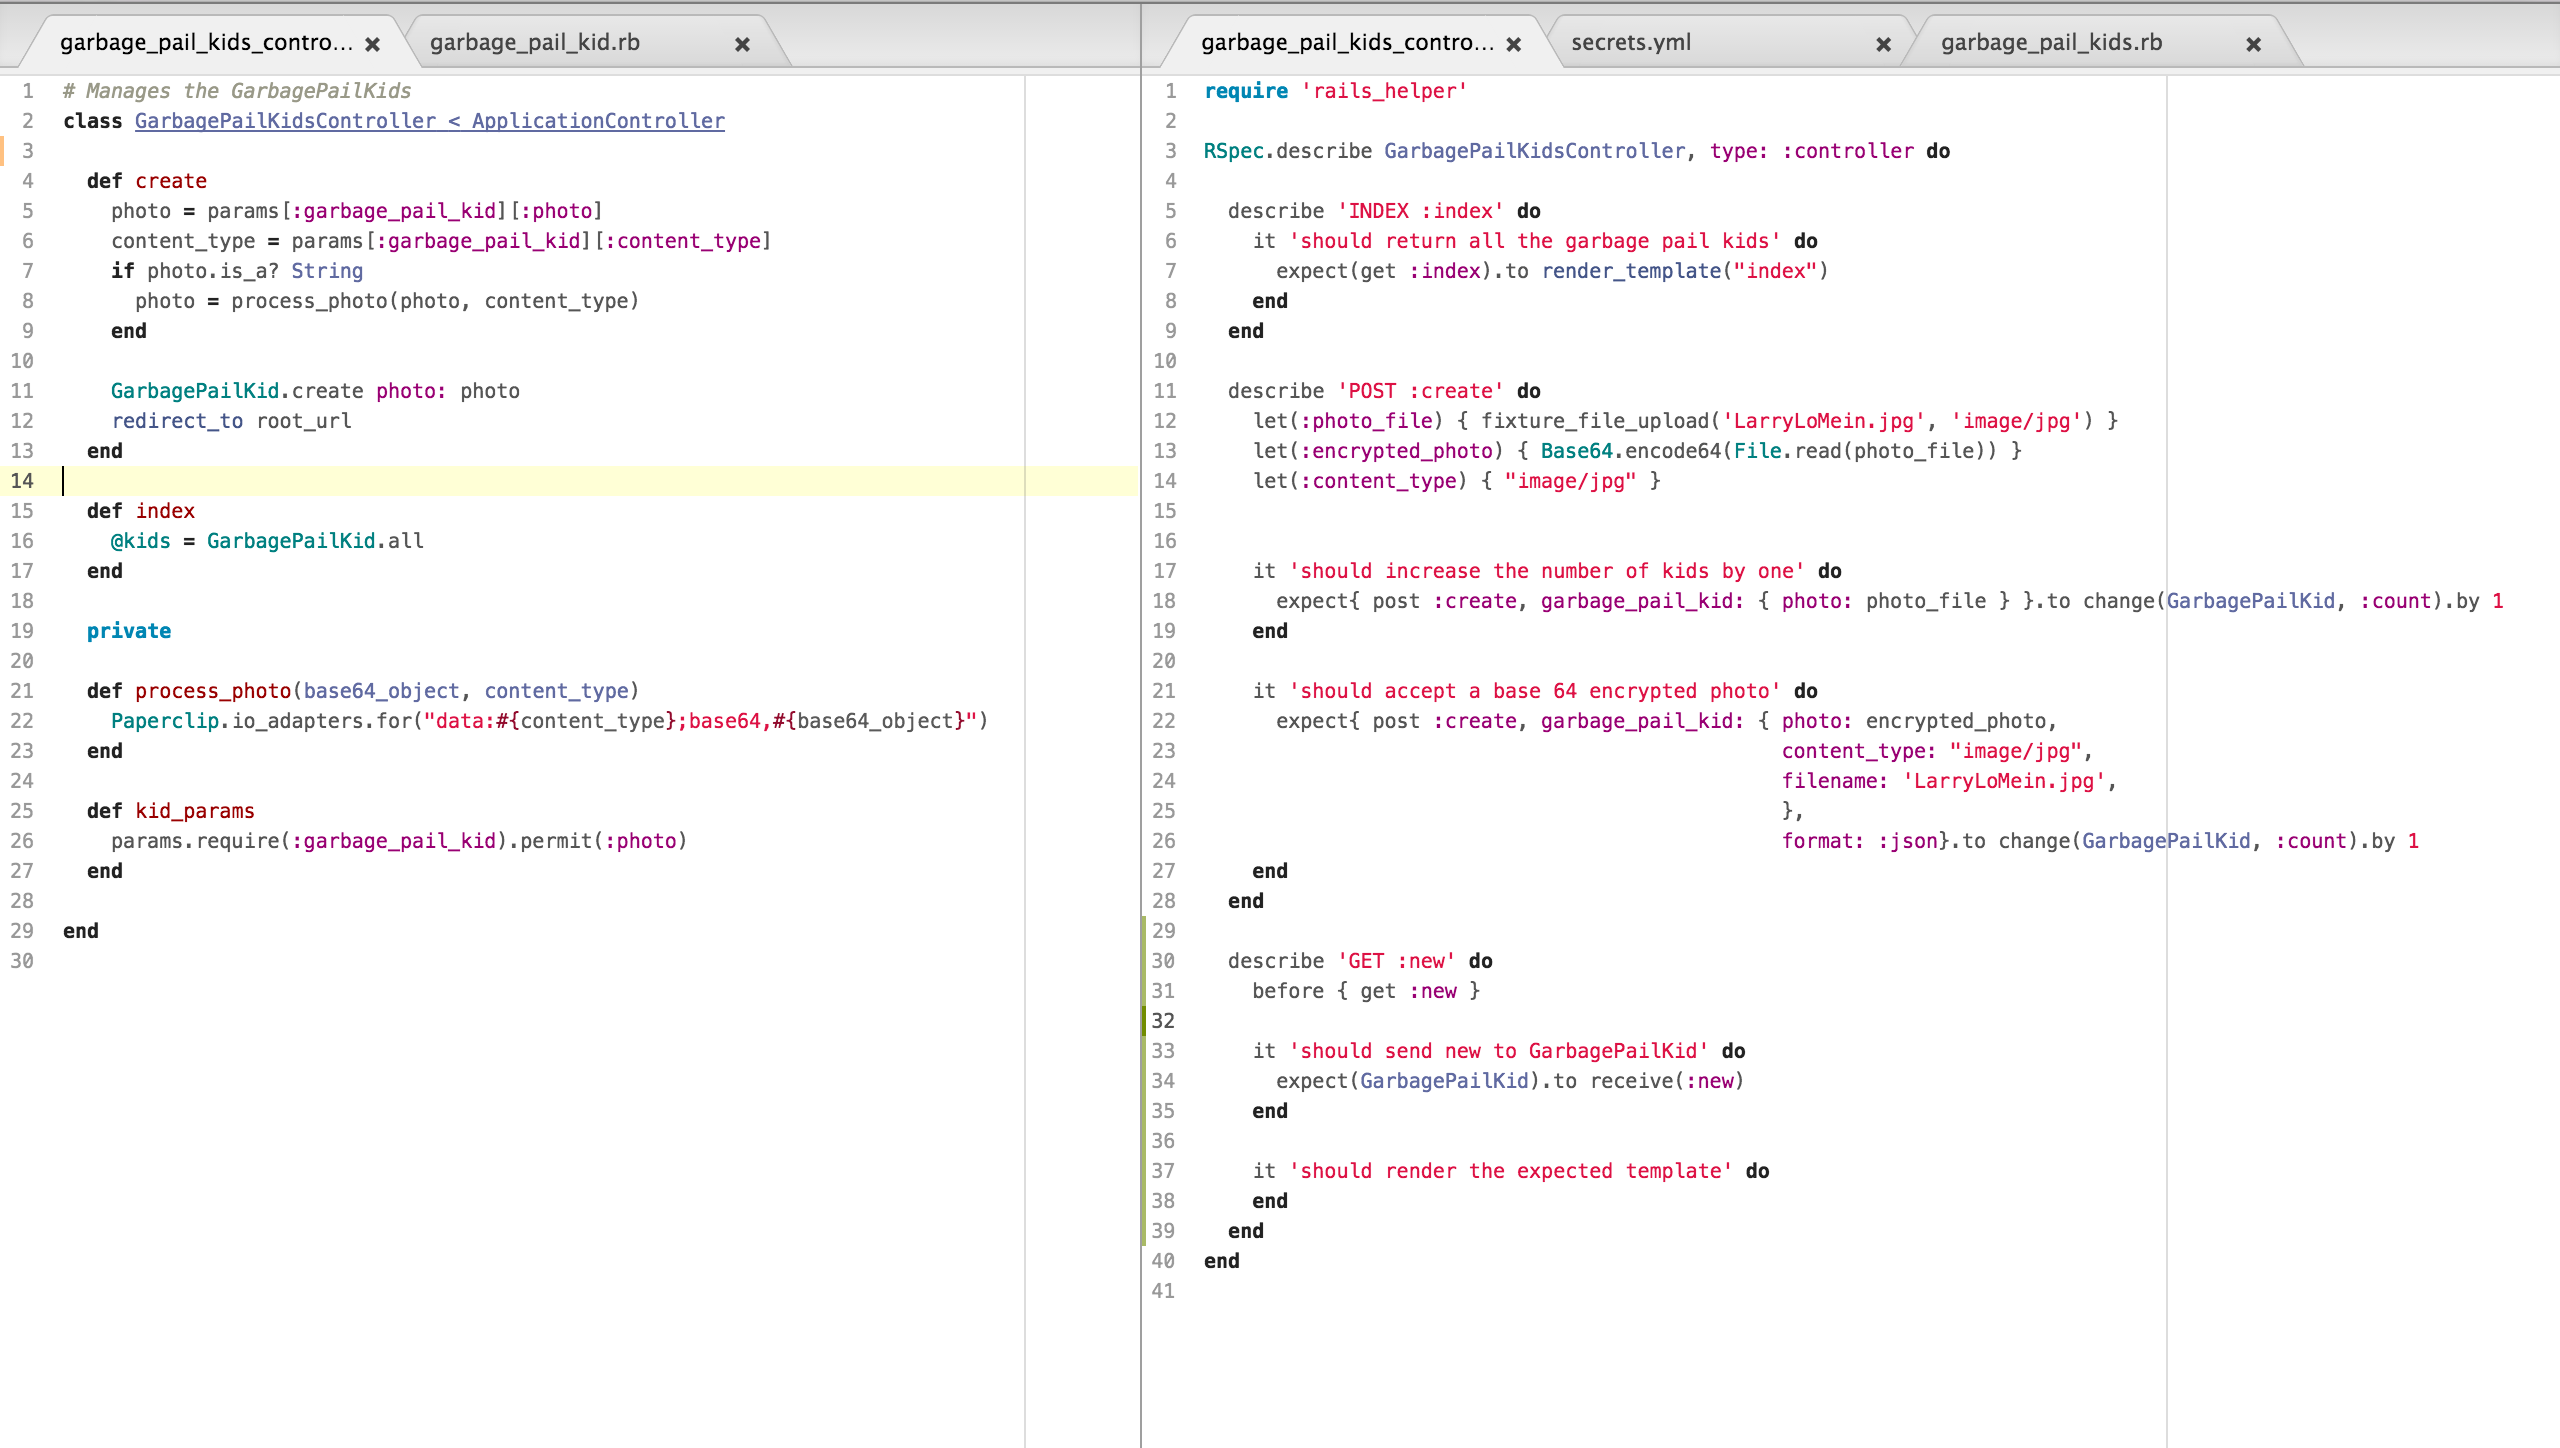 garbage_pail_kids_contro...
garbage_pail_kid.rb
1 # Manages the GarbagePailKids
2 class GarbagePailKidsController < ApplicationController
3
4   def create
5     photo = params[:garbage_pail_kid][:photo]
6     content_type = params[:garbage_pail_kid][:content_type]
7     if photo.is_a? String
8       photo = process_photo(photo, content_type)
9     end
10
11     GarbagePailKid.create photo: photo
12     redirect_to root_url
13   end
14
15   def index
16     @kids = GarbagePailKid.all
17   end
18
19   private
20
21   def process_photo(base64_object, content_type)
22     Paperclip.io_adapters.for("data:#{content_type};base64,#{base64_object}")
23   end
24
25   def kid_params
26     params.require(:garbage_pail_kid).permit(:photo)
27   end
28
29 end
30
garbage_pail_kids_contro...
secrets.yml
garbage_pail_kids.rb
1 require 'rails_helper'
2
3 RSpec.describe GarbagePailKidsController, type: :controller do
4
5   describe 'INDEX :index' do
6     it 'should return all the garbage pail kids' do
7       expect(get :index).to render_template("index")
8     end
9   end
10
11   describe 'POST :create' do
12     let(:photo_file) { fixture_file_upload('LarryLoMein.jpg', 'image/jpg') }
13     let(:encrypted_photo) { Base64.encode64(File.read(photo_file)) }
14     let(:content_type) { "image/jpg" }
15
16
17     it 'should increase the number of kids by one' do
18       expect{ post :create, garbage_pail_kid: { photo: photo_file } }.to change(GarbagePailKid, :count).by 1
19     end
20
21     it 'should accept a base 64 encrypted photo' do
22       expect{ post :create, garbage_pail_kid: { photo: encrypted_photo,
23                                                 content_type: "image/jpg",
24                                                 filename: 'LarryLoMein.jpg',
25                                                 },
26                                                 format: :json}.to change(GarbagePailKid, :count).by 1
27     end
28   end
29
30   describe 'GET :new' do
31     before { get :new }
32
33     it 'should send new to GarbagePailKid' do
34       expect(GarbagePailKid).to receive(:new)
35     end
36
37     it 'should render the expected template' do
38     end
39   end
40 end
41